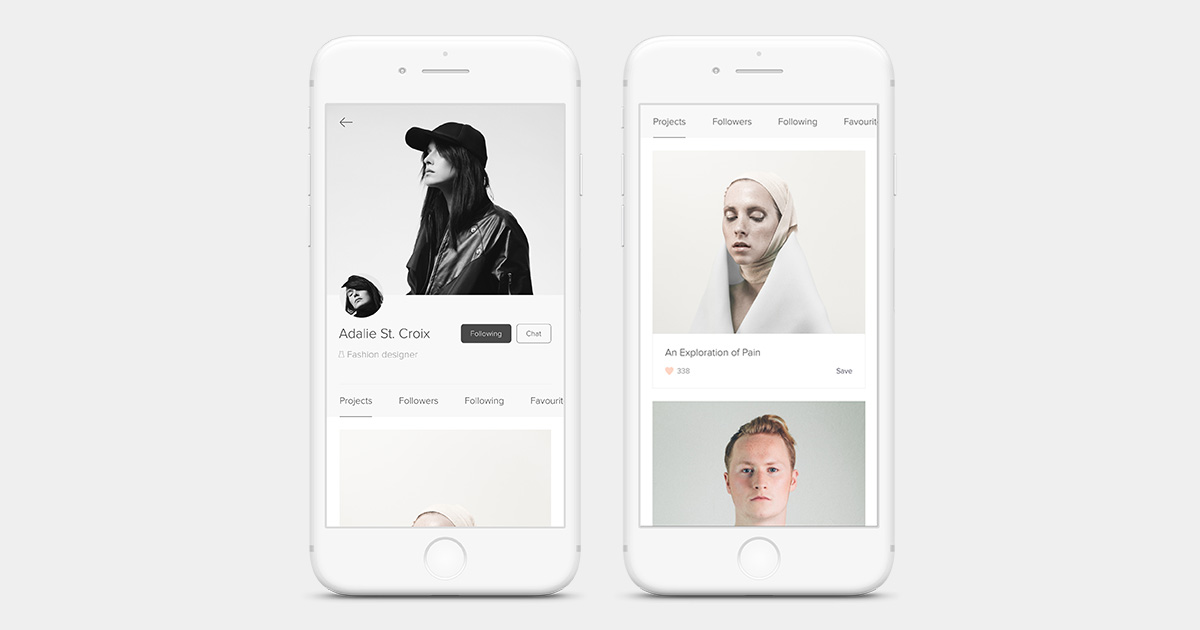 Adalie St. Croix
Following
Chat
Fashion designer
Projects Followers Following Favourit
Projects Followers Following Favourit
An Exploration of Pain
338
Save